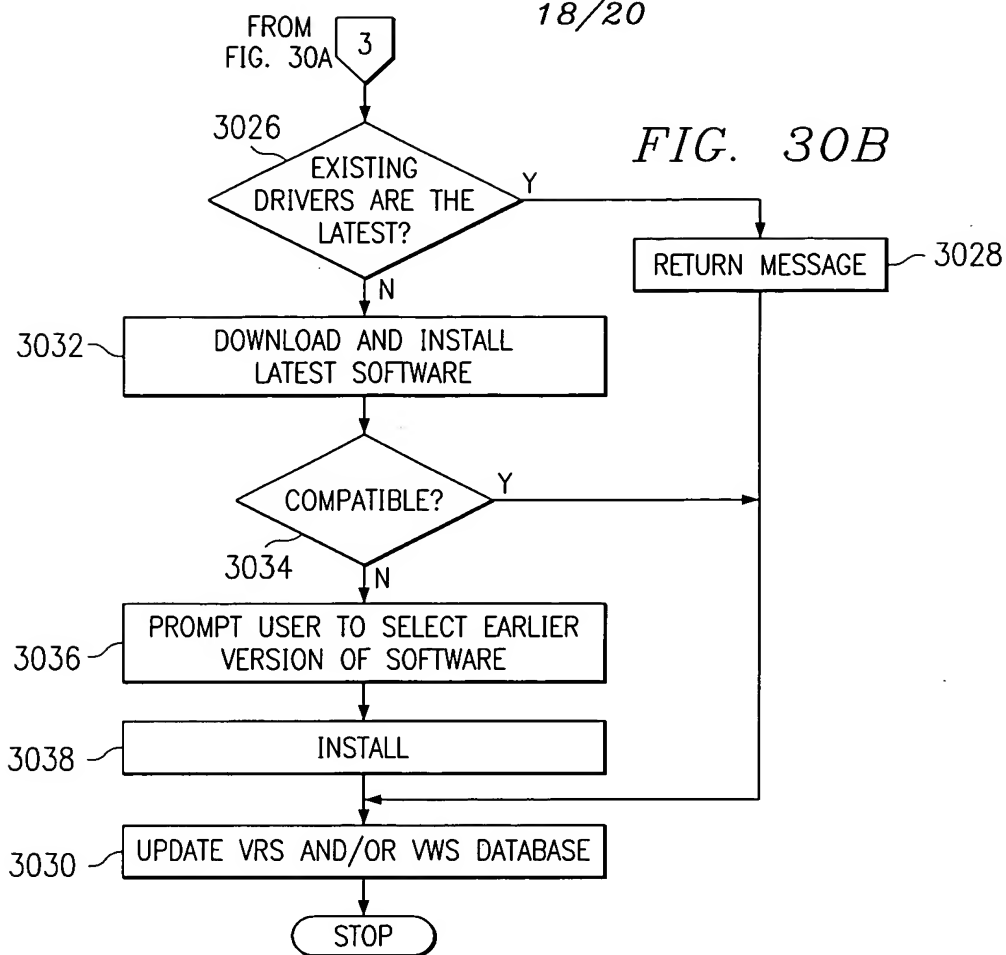 18/20
FROM
FIG. 30A
3
FIG. 30B
3026
EXISTING
DRIVERS ARE THE
LATEST?
Y
N
RETURN MESSAGE
3028
3032
DOWNLOAD AND INSTALL
LATEST SOFTWARE
COMPATIBLE?
Y
3034
N
3036
PROMPT USER TO SELECT EARLIER
VERSION OF SOFTWARE
3038
INSTALL
3030
UPDATE VRS AND/OR VWS DATABASE
STOP